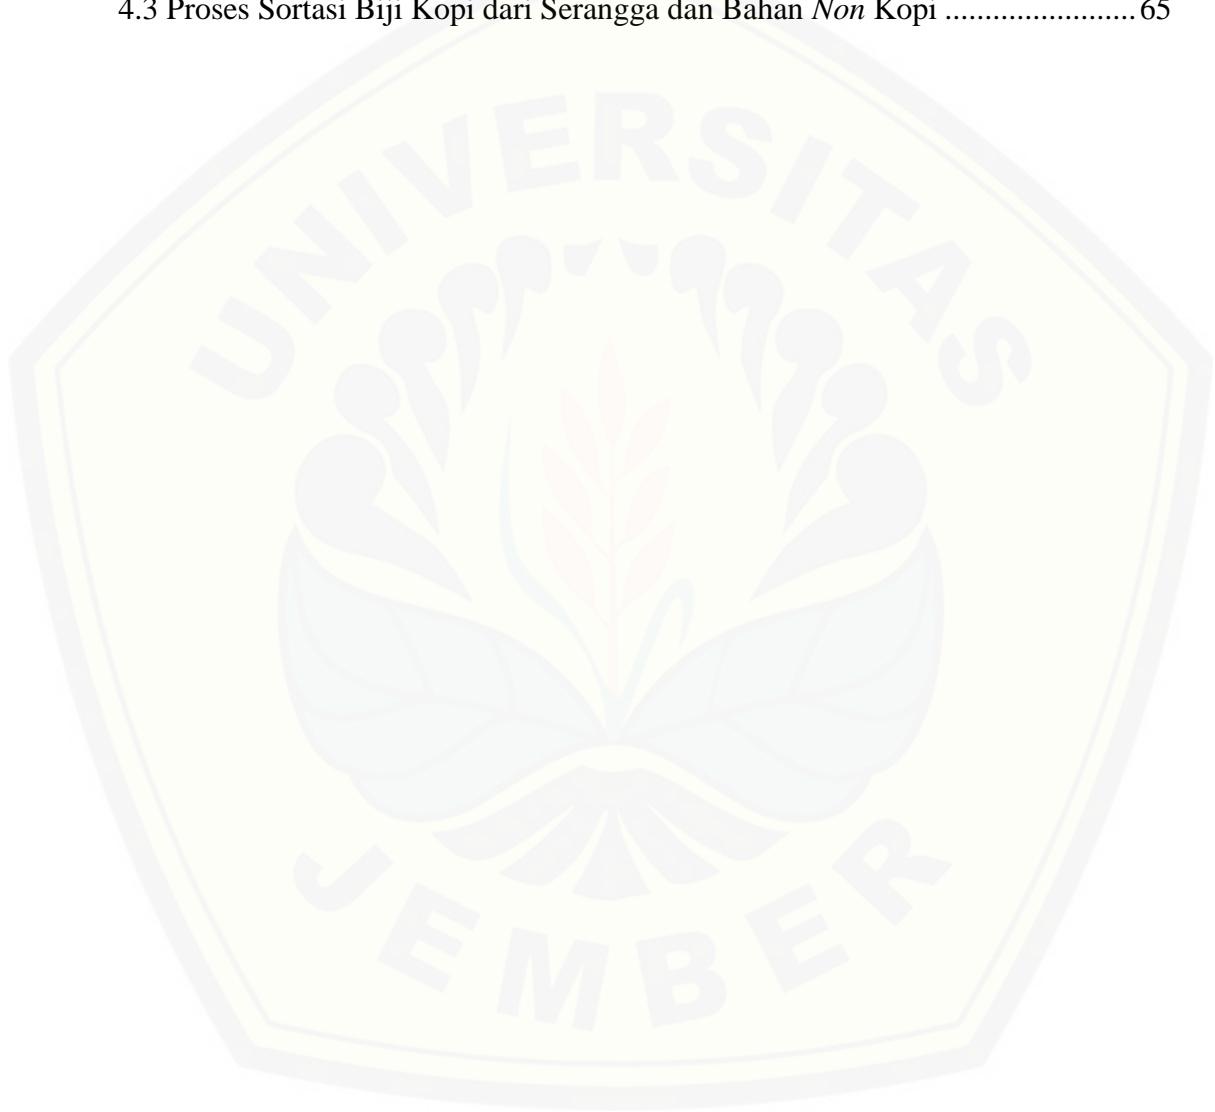 4.3 Proses Sortasi Biji Kopi dari Serangga dan Bahan Non Kopi ........................ 65
UNIVERSITAS
JEMBER